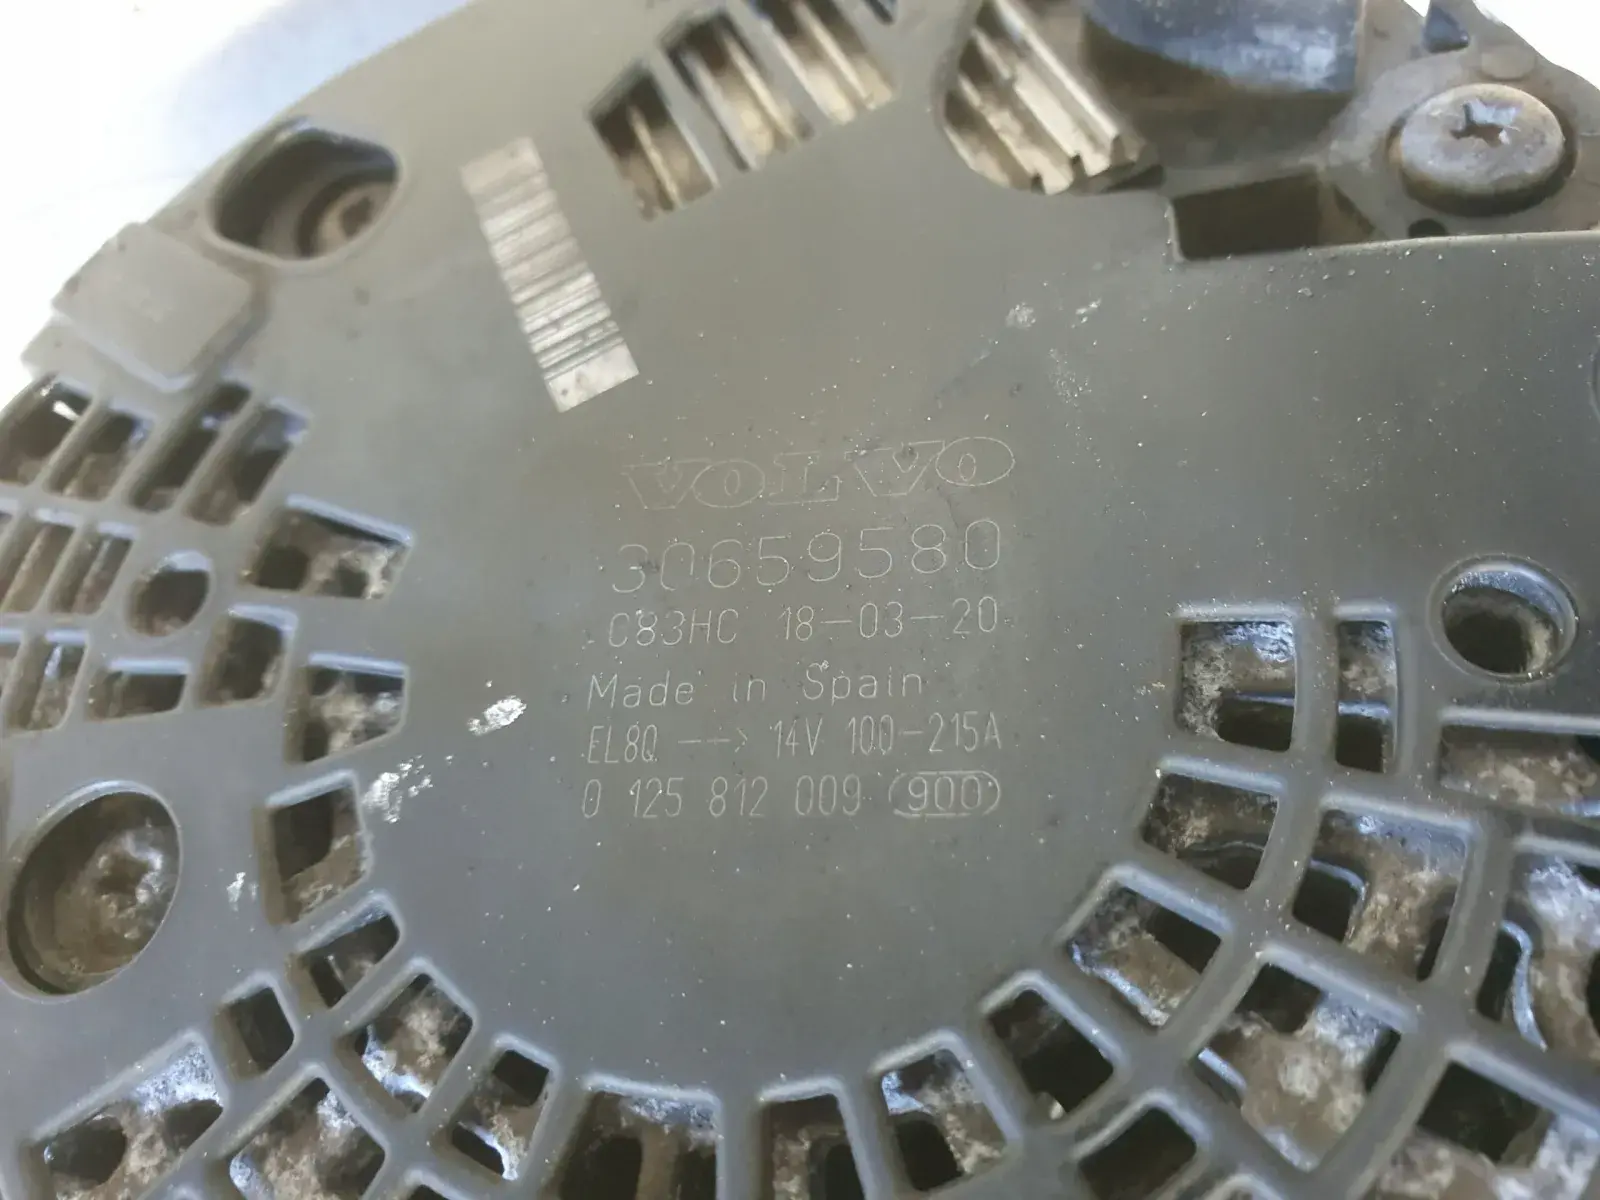 VOLVO
30659580
C83HC 18-03-20
Made in Spain
EL8Q --> 14V 100-215A
0 125 812 009 900